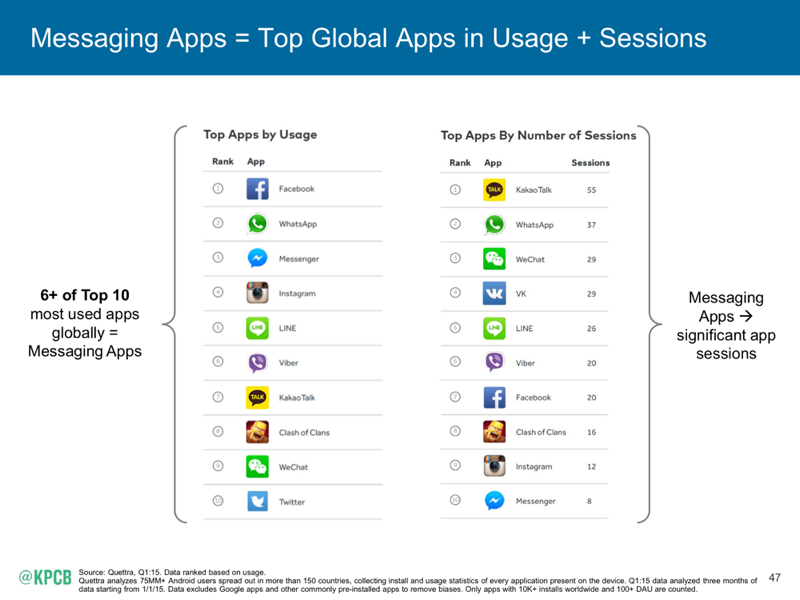 Messaging Apps = Top Global Apps in Usage + Sessions
6+ of Top 10
most used apps
globally =
Messaging Apps
Top Apps by Usage
Rank App
1 Facebook
2 WhatsApp
3 Messenger
4 Instagram
5 LINE LINE
6 Viber
7 TALK KakaoTalk
8 Clash of Clans
9 WeChat
10 Twitter
Top Apps By Number of Sessions
Rank App Sessions
1 TALK KakaoTalk 55
2 WhatsApp 37
3 WeChat 29
4 VK 29
5 LINE LINE 26
6 Viber 20
7 Facebook 20
8 Clash of Clans 16
9 Instagram 12
10 Messenger 8
Messaging
Apps →
significant app
sessions
@KPCB
Source: Quettra, Q1:15. Data ranked based on usage.
Quettra analyzes 75MM+ Android users spread out in more than 150 countries, collecting install and usage statistics of every application present on the device. Q1:15 data analyzed three months of
data starting from 1/1/15. Data excludes Google apps and other commonly pre-installed apps to remove biases. Only apps with 10K+ installs worldwide and 100+ DAU are counted.
47